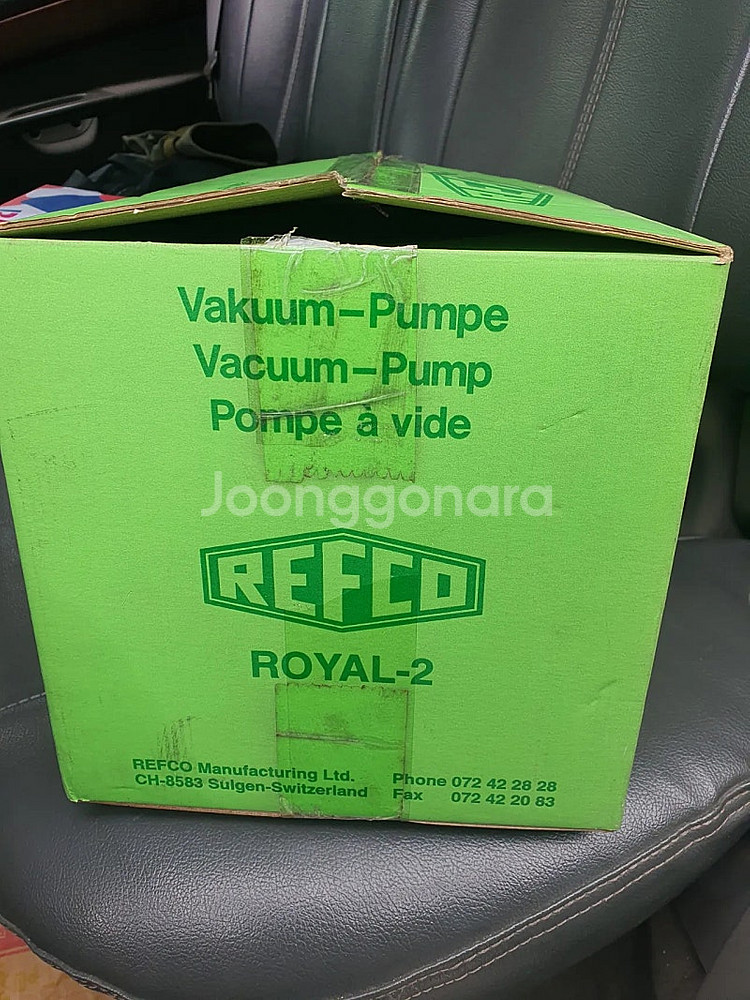 Vakuum–Pumpe
Vacuum–Pump
Pompe à vide
Joonggonara
REFCO
ROYAL-2
REFCO Manufacturing Ltd.
CH-8583 Sulgen-Switzerland
Phone 072 42 28 28
Fax 072 42 20 83